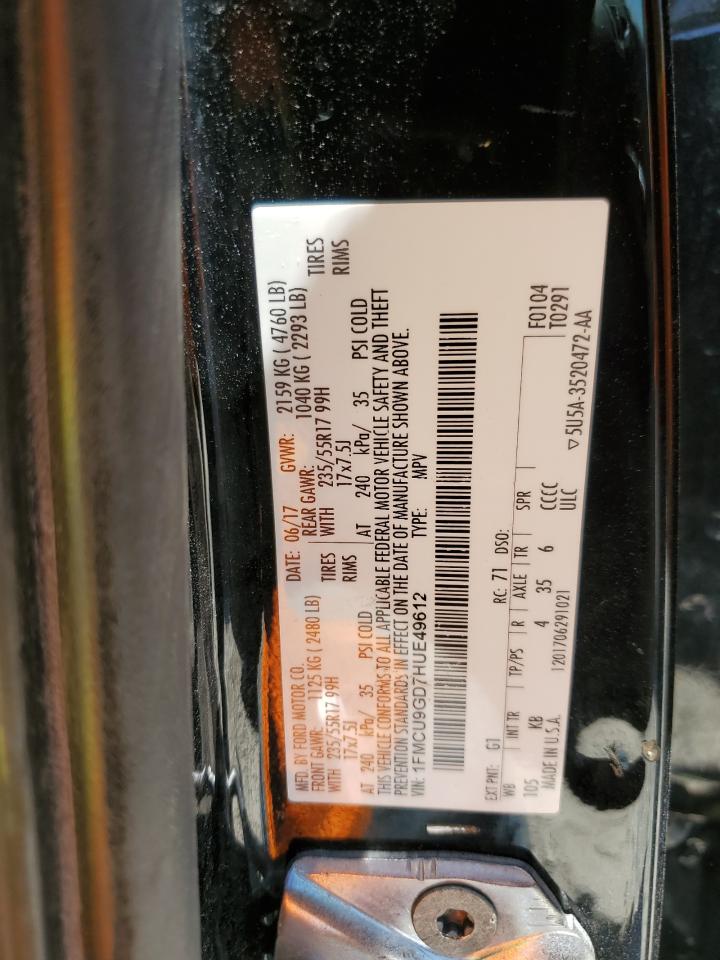 MFD. BY FORD MOTOR CO. DATE: 06/17 GVWR: 2159 KG ( 4760 LB)
FRONT GAWR: 1125 KG ( 2480 LB) REAR GAWR: 1040 KG ( 2293 LB)
WITH 235/55R17 99H TIRES WITH 235/55R17 99H TIRES
17x7.5J RIMS 17x7.5J RIMS
AT 240 kPa/ 35 PSI COLD AT 240 kPa/ 35 PSI COLD
THIS VEHICLE CONFORMS TO ALL APPLICABLE FEDERAL MOTOR VEHICLE SAFETY AND THEFT
PREVENTION STANDARDS IN EFFECT ON THE DATE OF MANUFACTURE SHOWN ABOVE.
VIN: 1FMCU9GD7HUE49612 TYPE: MPV
EXT PNT: G1 RC: 71 DSO: F0104
WB INT TR TP/PS R AXLE TR SPR T0291
105 KB 4 35 6 CCCC
MADE IN U.S.A. 1201706291021 ULC ▽5U5A-3520472-AA